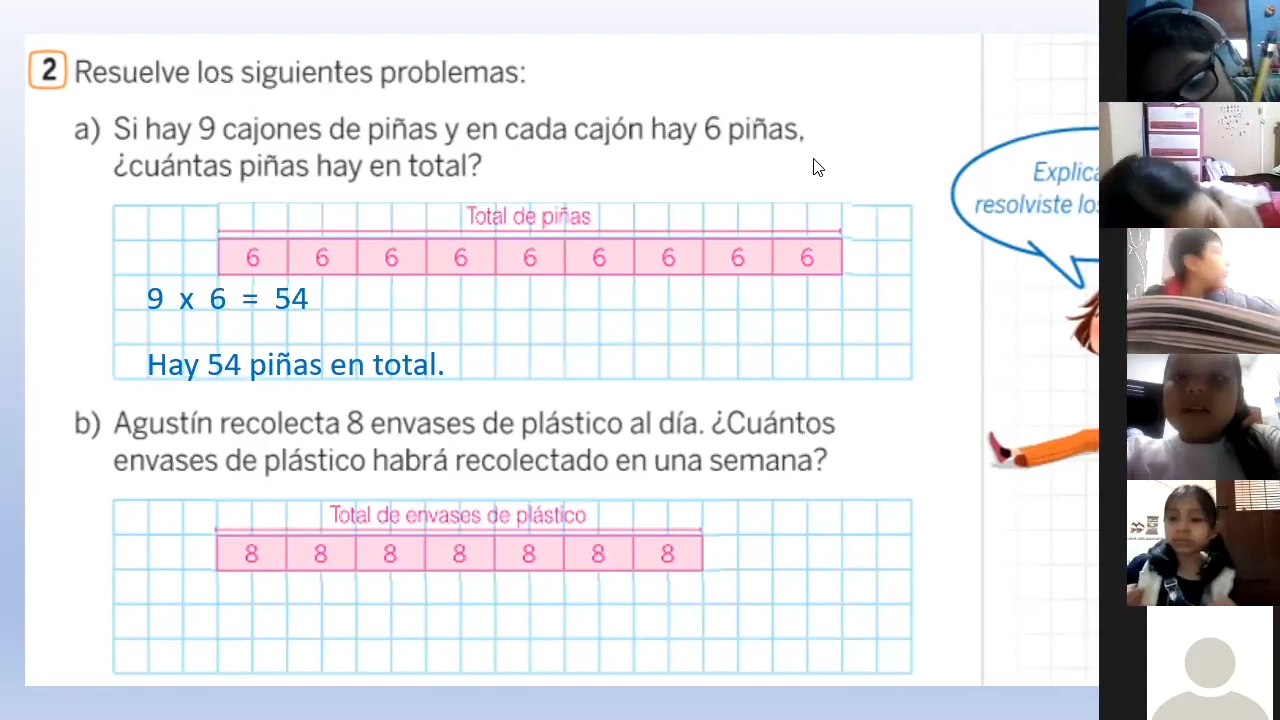 2 Resuelve los siguientes problemas:
a) Si hay 9 cajones de piñas y en cada cajón hay 6 piñas,
¿cuántas piñas hay en total?
Total de piñas
6 6 6 6 6 6 6 6 6
9 x 6 = 54
Hay 54 piñas en total.
b) Agustín recolecta 8 envases de plástico al día. ¿Cuántos
envases de plástico habrá recolectado en una semana?
Total de envases de plástico
8 8 8 8 8 8 8
Explica
resolviste